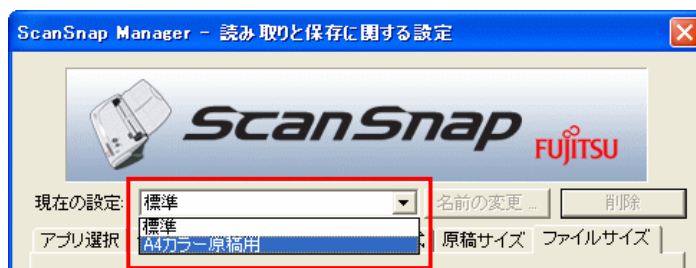 ScanSnap Manager - 読み取りと保存に関する設定
ScanSnap
FUJITSU
現在の設定: 標準 名前の変更 ... 削除
標準
A4カラー原稿用
アプリ選択 原稿サイズ ファイルサイズ